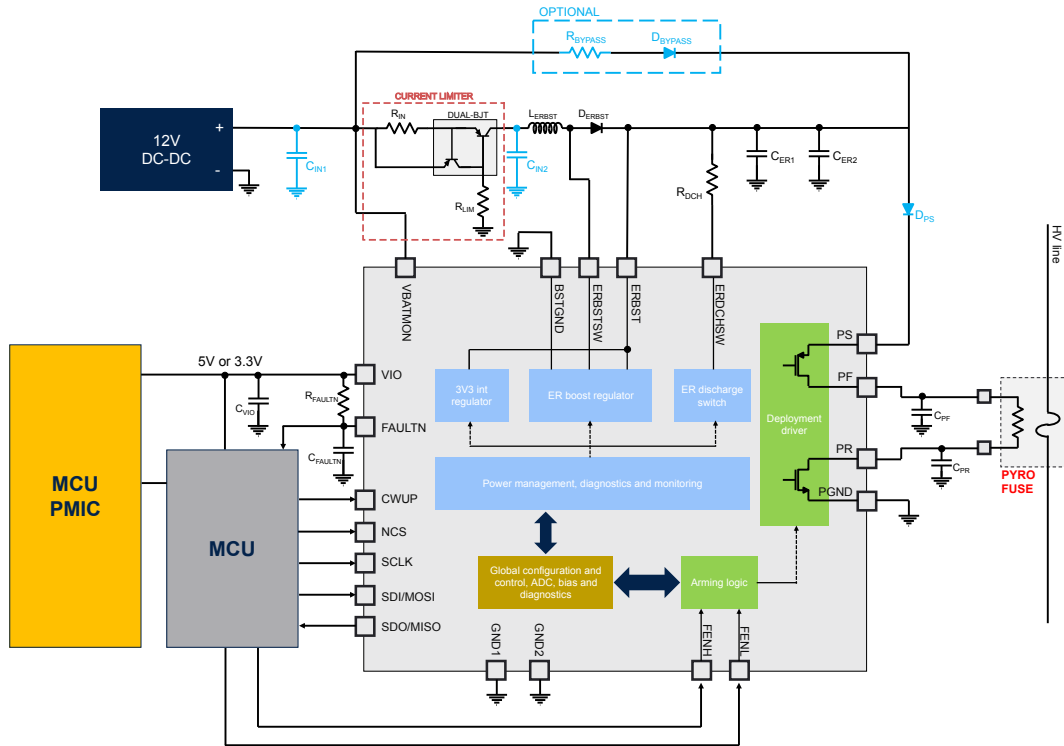 OPTIONAL
RBYPASS
DBYPASS
CURRENT LIMITER
RIN
DUAL-BJT
LERBST
DERBST
12V
DC-DC
+
-
CIN1
CIN2
RLIM
RDCH
CER1
CER2
DPS
HV line
VBATMON
BSTGND
ERBSTSW
ERBST
ERDCHSW
5V or 3.3V
VIO
CVIO
RFAULTN
FAULTN
CFAULTN
3V3 int
regulator
ER boost regulator
ER discharge
switch
Deployment
driver
PS
PF
PR
PGND
CPF
CPR
PYRO
FUSE
MCU
PMIC
MCU
CWUP
NCS
SCLK
SDI/MOSI
SDO/MISO
Power management, diagnostics and monitoring
Global configuration and
control, ADC, bias and
diagnostics
Arming logic
GND1
GND2
FENH
FENL